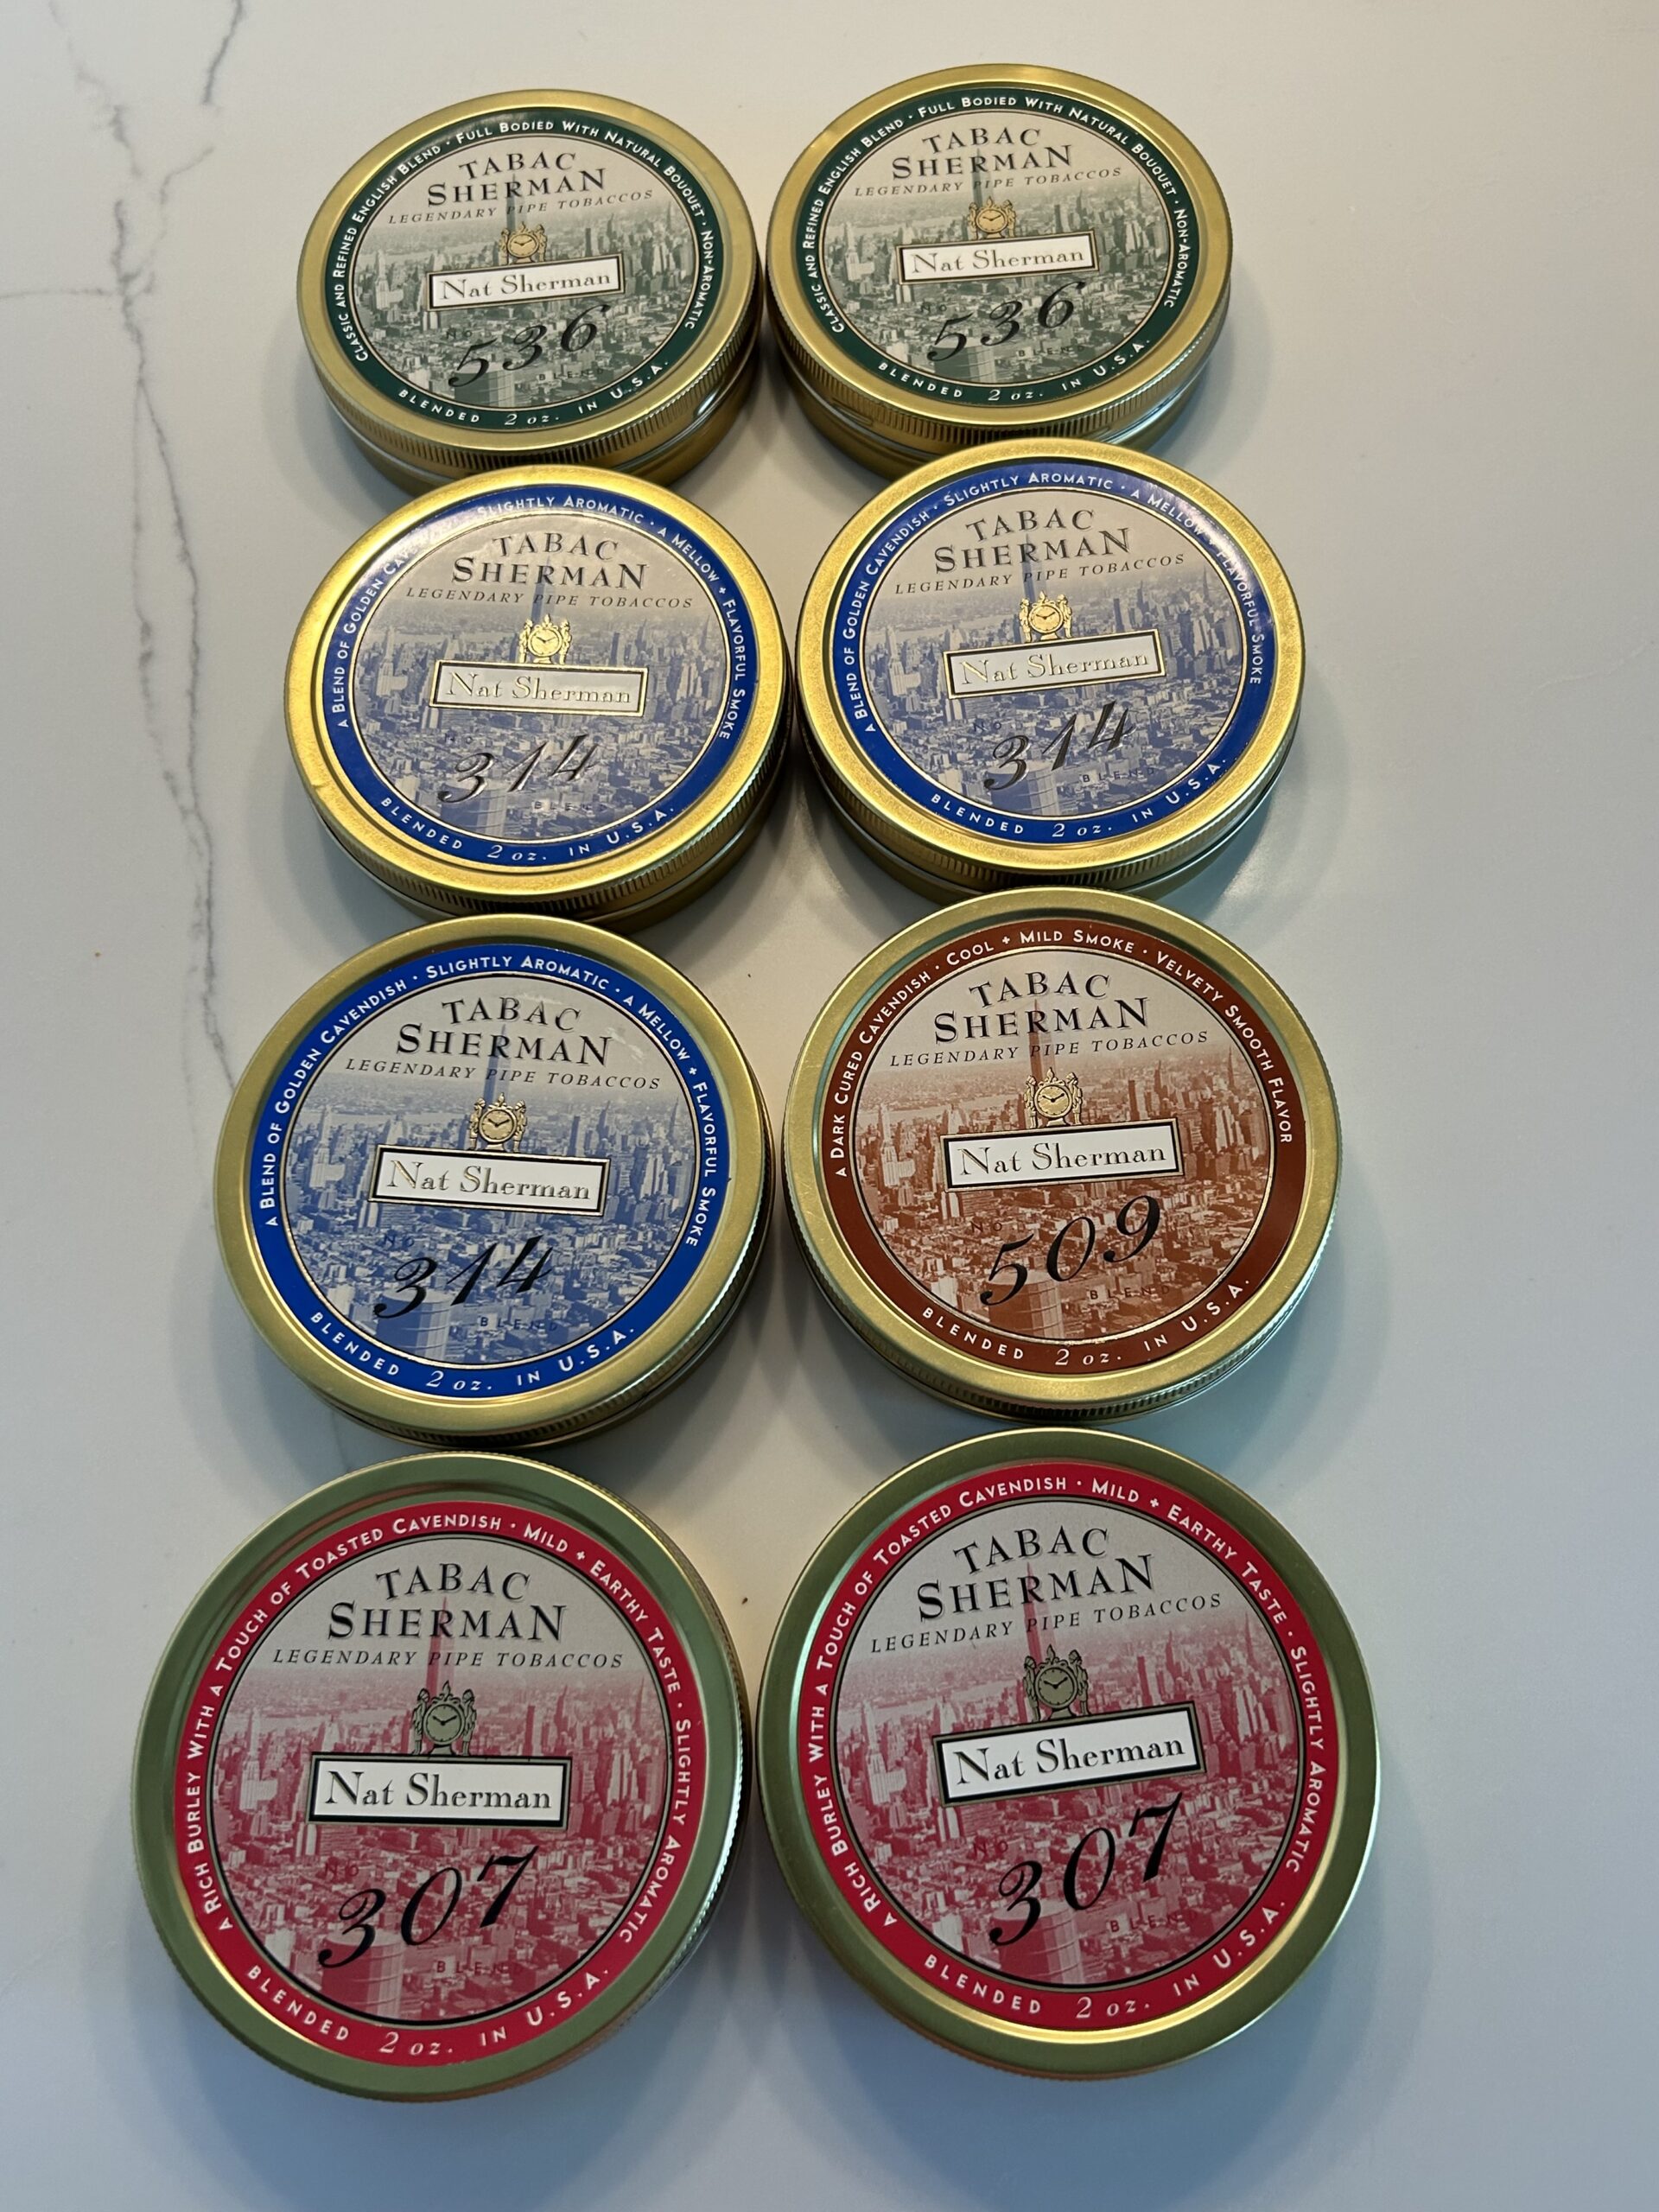 CLASSIC AND REFINED ENGLISH BLEND · FULL BODIED WITH NATURAL BOUQUET · NON-AROMATIC
TABAC
SHERMAN
LEGENDARY PIPE TOBACCOS
Nat Sherman
No
536
BLEND
BLENDED 2 oz. IN U.S.A.
CLASSIC AND REFINED ENGLISH BLEND · FULL BODIED WITH NATURAL BOUQUET · NON-AROMATIC
TABAC
SHERMAN
LEGENDARY PIPE TOBACCOS
Nat Sherman
No
536
BLEND
BLENDED 2 oz. IN U.S.A.
A BLEND OF GOLDEN CAVENDISH · SLIGHTLY AROMATIC · A MELLOW + FLAVORFUL SMOKE
TABAC
SHERMAN
LEGENDARY PIPE TOBACCOS
Nat Sherman
No
314
BLEND
BLENDED 2 oz. IN U.S.A.
A BLEND OF GOLDEN CAVENDISH · SLIGHTLY AROMATIC · A MELLOW + FLAVORFUL SMOKE
TABAC
SHERMAN
LEGENDARY PIPE TOBACCOS
Nat Sherman
No
314
BLEND
BLENDED 2 oz. IN U.S.A.
A BLEND OF GOLDEN CAVENDISH · SLIGHTLY AROMATIC · A MELLOW + FLAVORFUL SMOKE
TABAC
SHERMAN
LEGENDARY PIPE TOBACCOS
Nat Sherman
No
314
BLEND
BLENDED 2 oz. IN U.S.A.
A DARK CURED CAVENDISH · COOL + MILD SMOKE · VELVETY SMOOTH FLAVOR
TABAC
SHERMAN
LEGENDARY PIPE TOBACCOS
Nat Sherman
No
509
BLEND
BLENDED 2 oz. IN U.S.A.
A RICH BURLEY WITH A TOUCH OF TOASTED CAVENDISH · MILD + EARTHY TASTE · SLIGHTLY AROMATIC
TABAC
SHERMAN
LEGENDARY PIPE TOBACCOS
Nat Sherman
No
307
BLEND
BLENDED 2 oz. IN U.S.A.
A RICH BURLEY WITH A TOUCH OF TOASTED CAVENDISH · MILD + EARTHY TASTE · SLIGHTLY AROMATIC
TABAC
SHERMAN
LEGENDARY PIPE TOBACCOS
Nat Sherman
No
307
BLEND
BLENDED 2 oz. IN U.S.A.